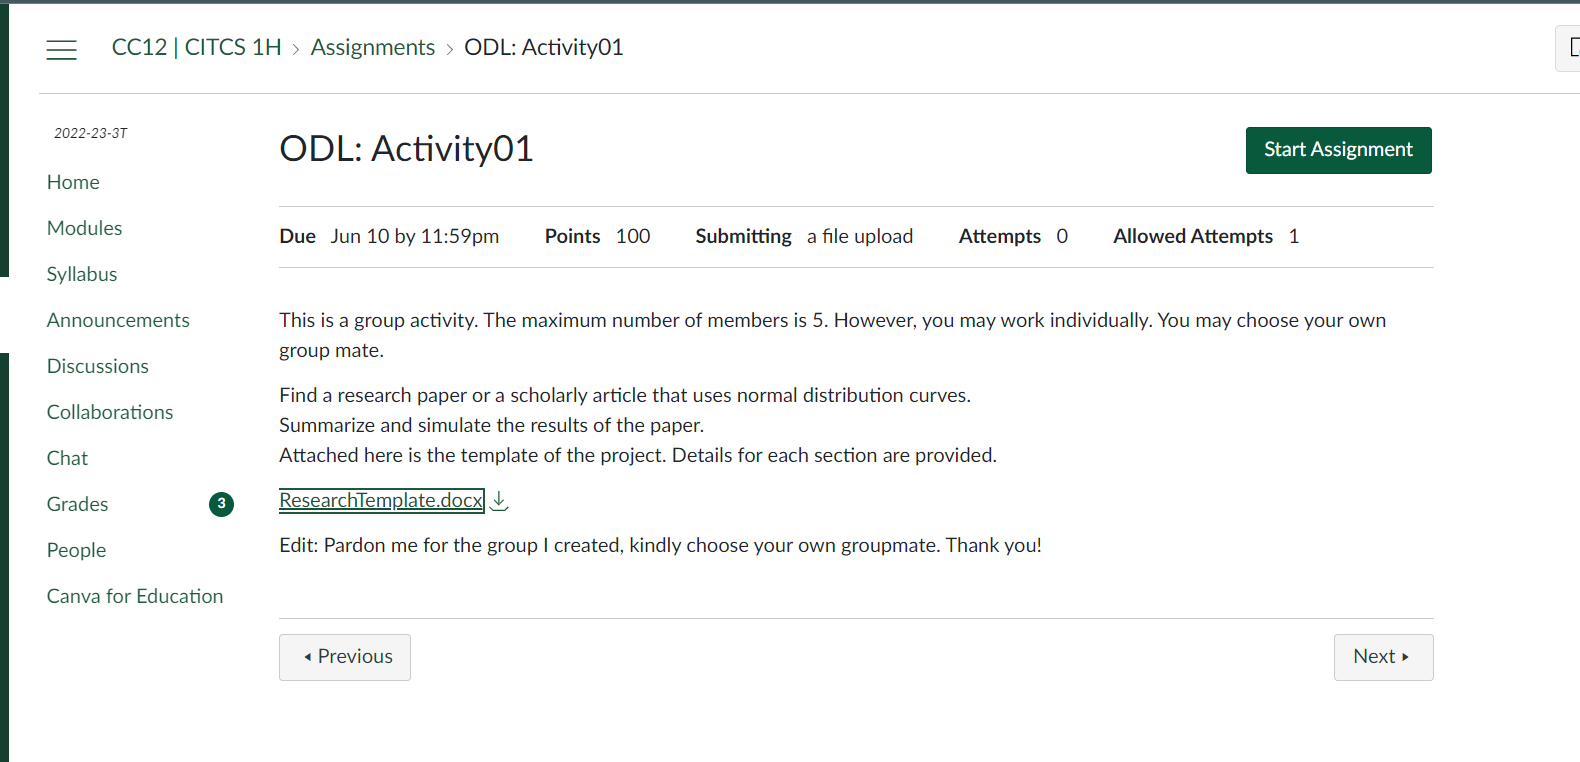 CC12 | CITCS 1H › Assignments › ODL: Activity01
2022-23-3T
Home
Modules
Syllabus
Announcements
Discussions
Collaborations
Chat
Grades 3
People
Canva for Education
ODL: Activity01
Start Assignment
Due Jun 10 by 11:59pm Points 100 Submitting a file upload Attempts 0 Allowed Attempts 1
This is a group activity. The maximum number of members is 5. However, you may work individually. You may choose your own
group mate.
Find a research paper or a scholarly article that uses normal distribution curves.
Summarize and simulate the results of the paper.
Attached here is the template of the project. Details for each section are provided.
ResearchTemplate.docx
Edit: Pardon me for the group I created, kindly choose your own groupmate. Thank you!
Previous
Next